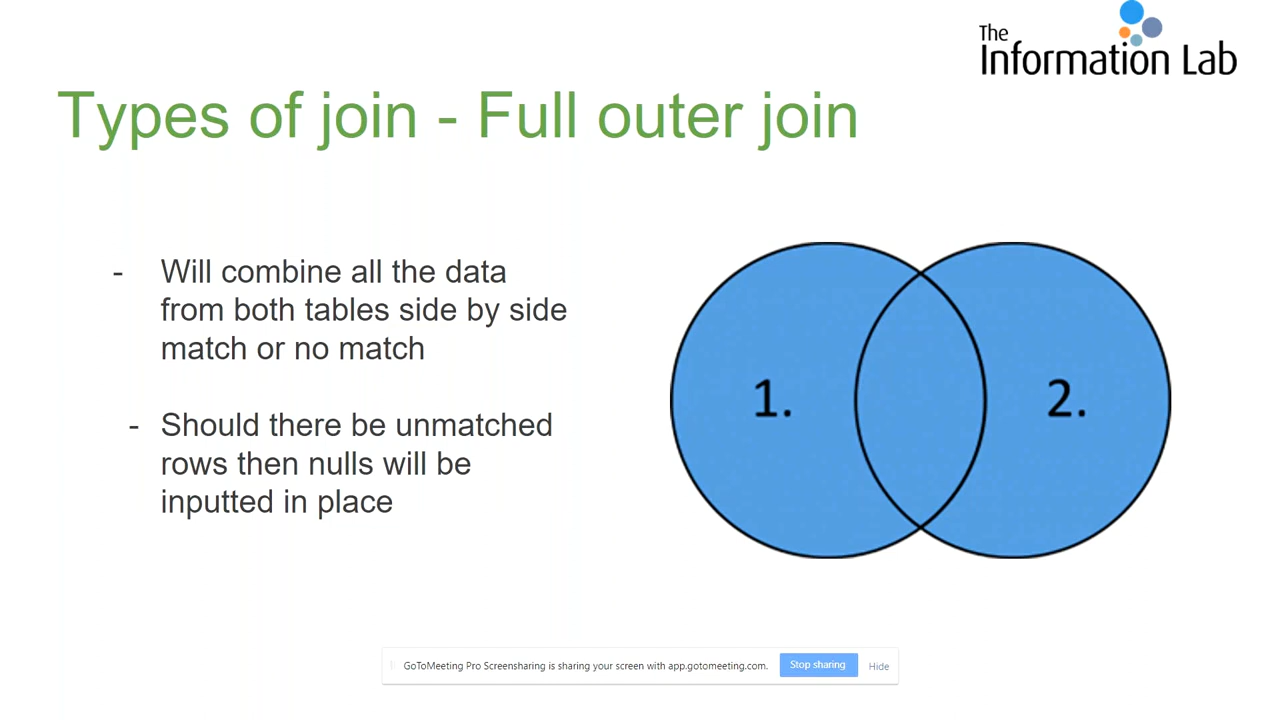 The
Information Lab
Types of join - Full outer join
- Will combine all the data
from both tables side by side
match or no match
- Should there be unmatched
rows then nulls will be
inputted in place
1.
2.
GoToMeeting Pro Screensharing is sharing your screen with app.gotomeeting.com.
Stop sharing
Hide